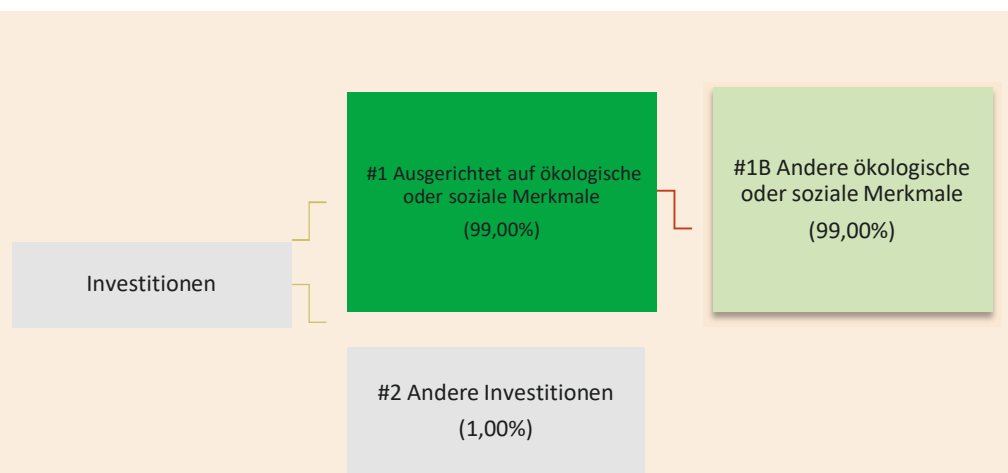 Investitionen
#1 Ausgerichtet auf ökologische
oder soziale Merkmale
(99,00%)
#1B Andere ökologische
oder soziale Merkmale
(99,00%)
#2 Andere Investitionen
(1,00%)